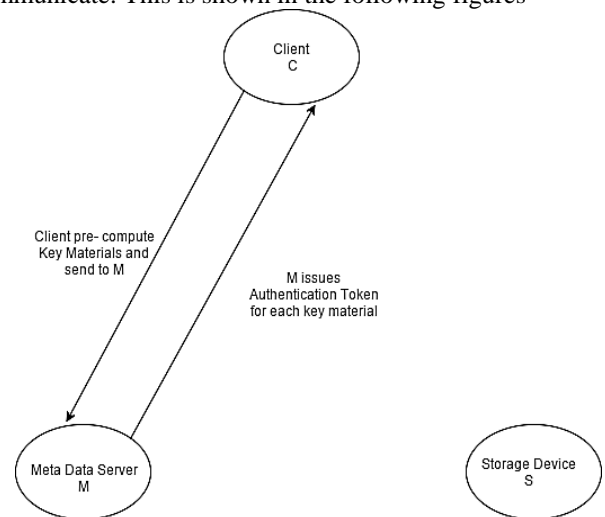 mmunicate. This is shown in the following figures
Client
C
Client pre- compute
Key Materials and
send to M
M issues
Authentication Token
for each key material
Meta Data Server
M
Storage Device
S